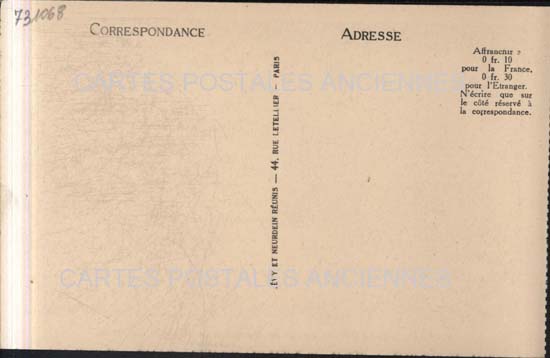 731068
CORRESPONDANCE
ADRESSE
Affranchir :
0 fr. 10
pour la France,
0 fr. 30
pour l'Etranger.
N'écrire que sur
le côté réservé à
la correspondance.
LÉVY ET NEURDEIN RÉUNIS — 44, RUE LETELLIER — PARIS
CARTES POSTALES ANCIENNES
CARTES POSTALES ANCIENNES